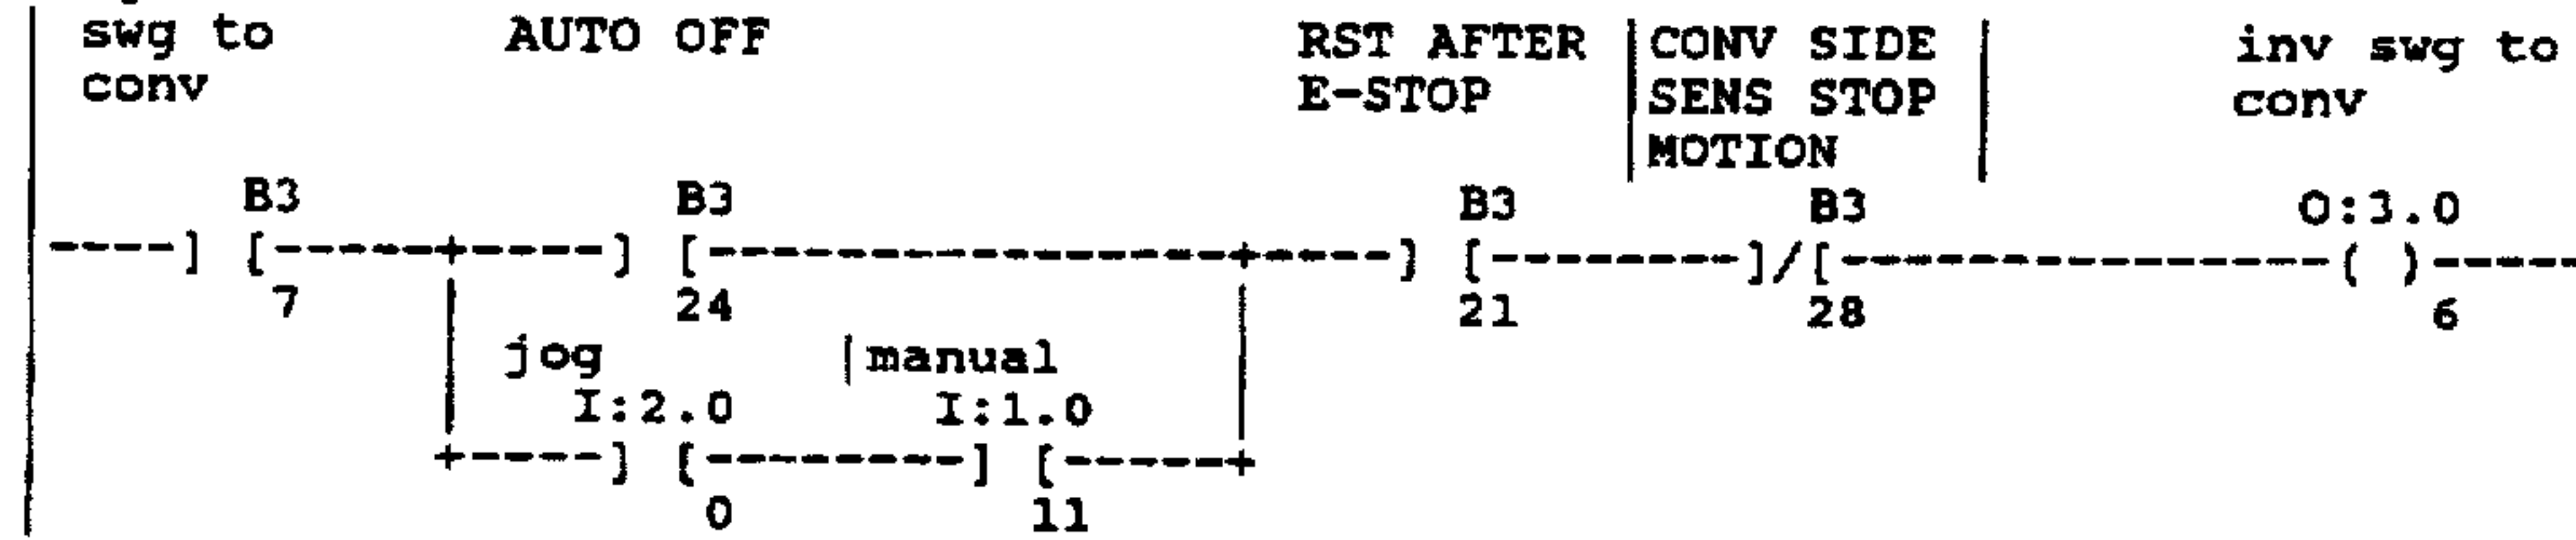 swg to AUTO OFF RST AFTER |CONV SIDE | inv swg to
conv E-STOP |SENS STOP | conv
|MOTION |
B3 B3 B3 B3 O:3.0
----] [------+----] [---------------+----] [--------]/[---------------( )-----
7 24 21 28 6
jog |manual
I:2.0 I:1.0
+----] [--------] [-----+
0 11